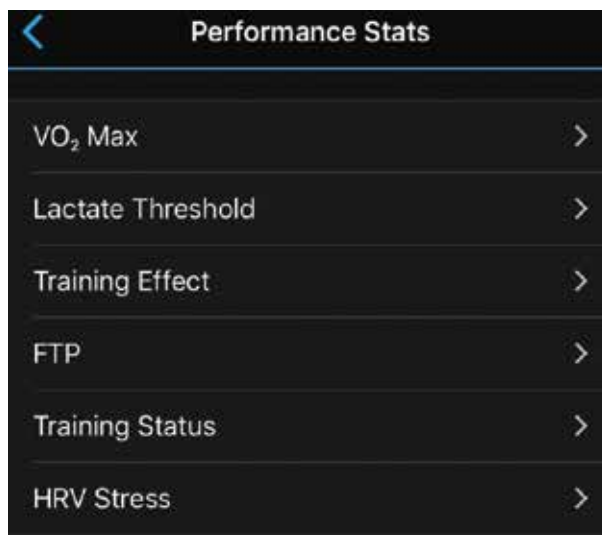 Performance Stats
VO₂ Max
Lactate Threshold
Training Effect
FTP
Training Status
HRV Stress